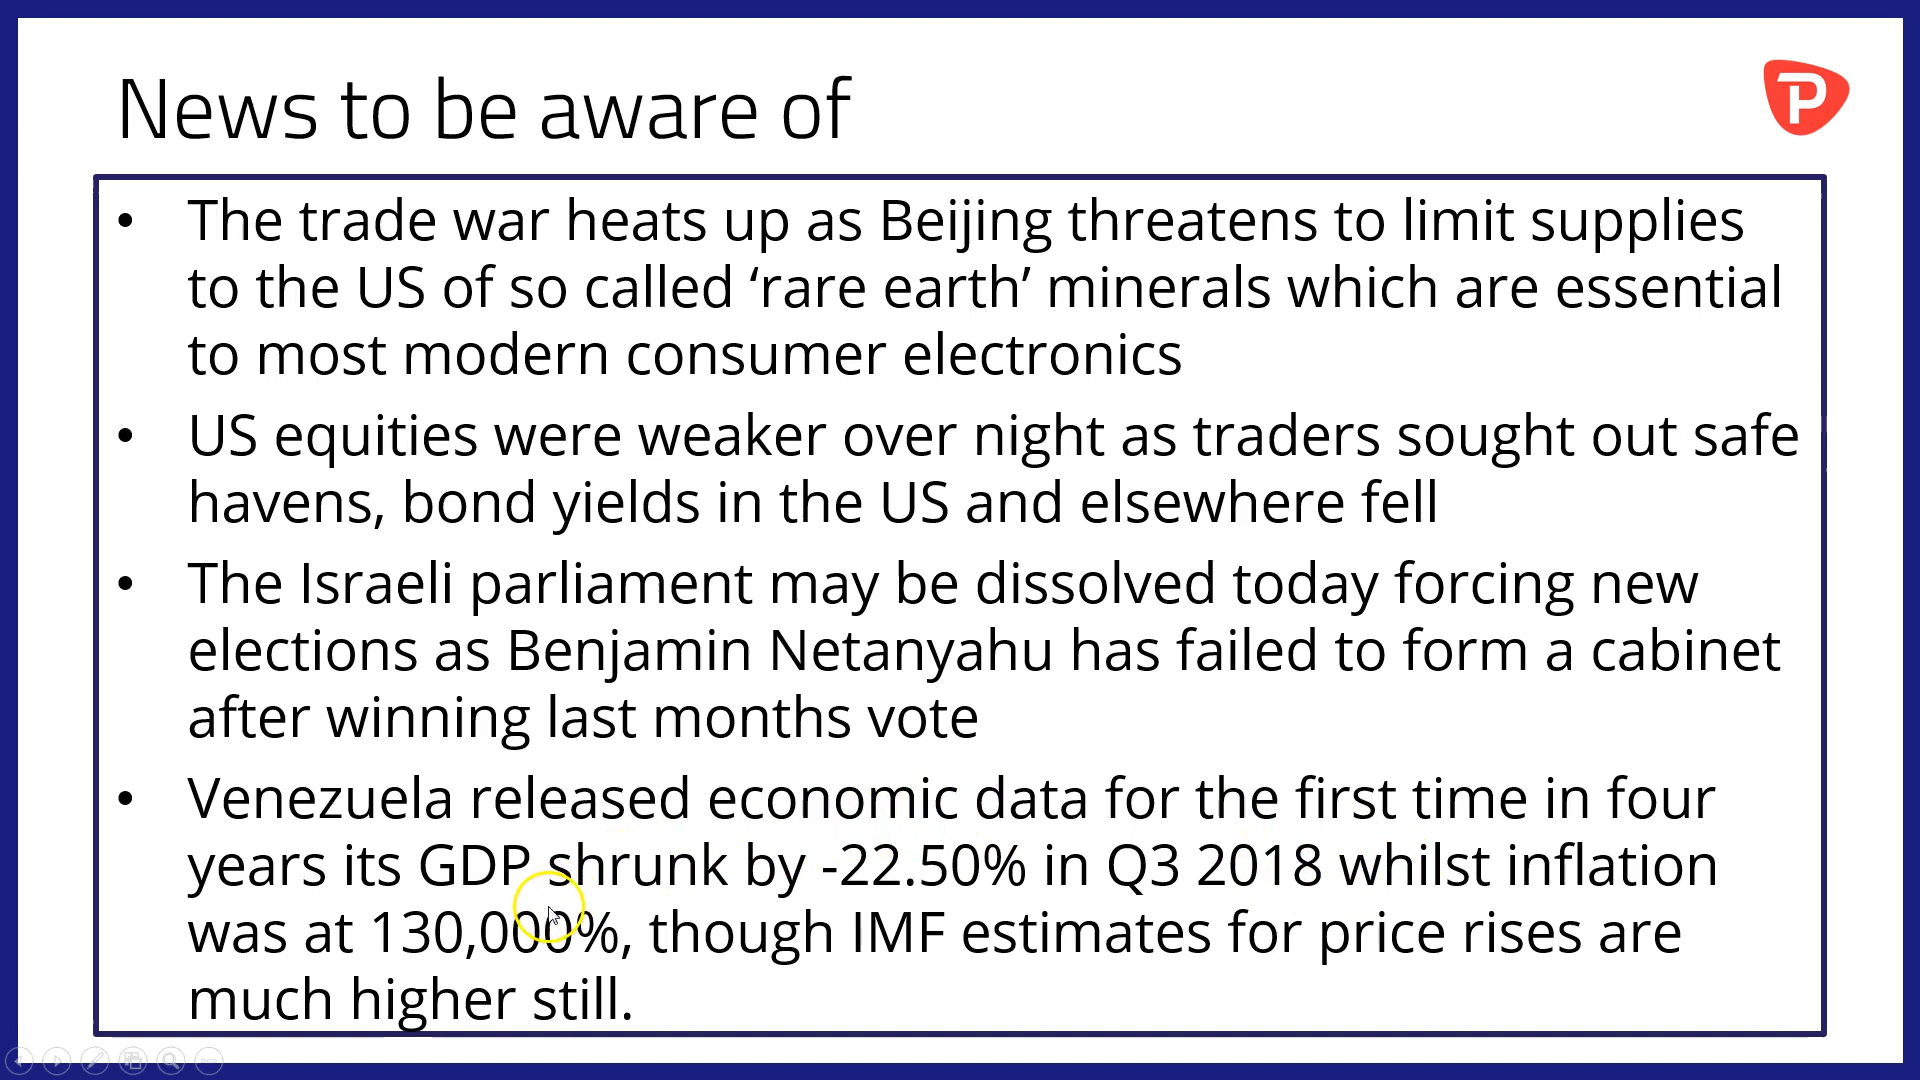 News to be aware of
P
• The trade war heats up as Beijing threatens to limit supplies
to the US of so called ‘rare earth’ minerals which are essential
to most modern consumer electronics
• US equities were weaker over night as traders sought out safe
havens, bond yields in the US and elsewhere fell
• The Israeli parliament may be dissolved today forcing new
elections as Benjamin Netanyahu has failed to form a cabinet
after winning last months vote
• Venezuela released economic data for the first time in four
years its GDP shrunk by -22.50% in Q3 2018 whilst inflation
was at 130,000%, though IMF estimates for price rises are
much higher still.